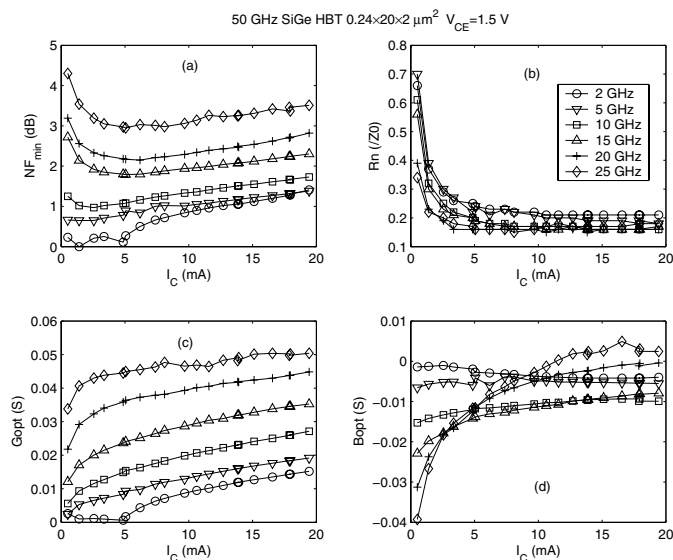 50 GHz SiGe HBT 0.24×20×2 μm² V_CE=1.5 V
(a)
NF_min (dB)
5
4
3
2
1
0
0 5 10 15 20
I_C (mA)
(b)
Rn (/Z0)
0.8
0.7
0.6
0.5
0.4
0.3
0.2
0.1
2 GHz
5 GHz
10 GHz
15 GHz
20 GHz
25 GHz
0 5 10 15 20
I_C (mA)
(c)
Gopt (S)
0.06
0.05
0.04
0.03
0.02
0.01
0
0 5 10 15 20
I_C (mA)
(d)
Bopt (S)
0.01
0
−0.01
−0.02
−0.03
−0.04
0 5 10 15 20
I_C (mA)